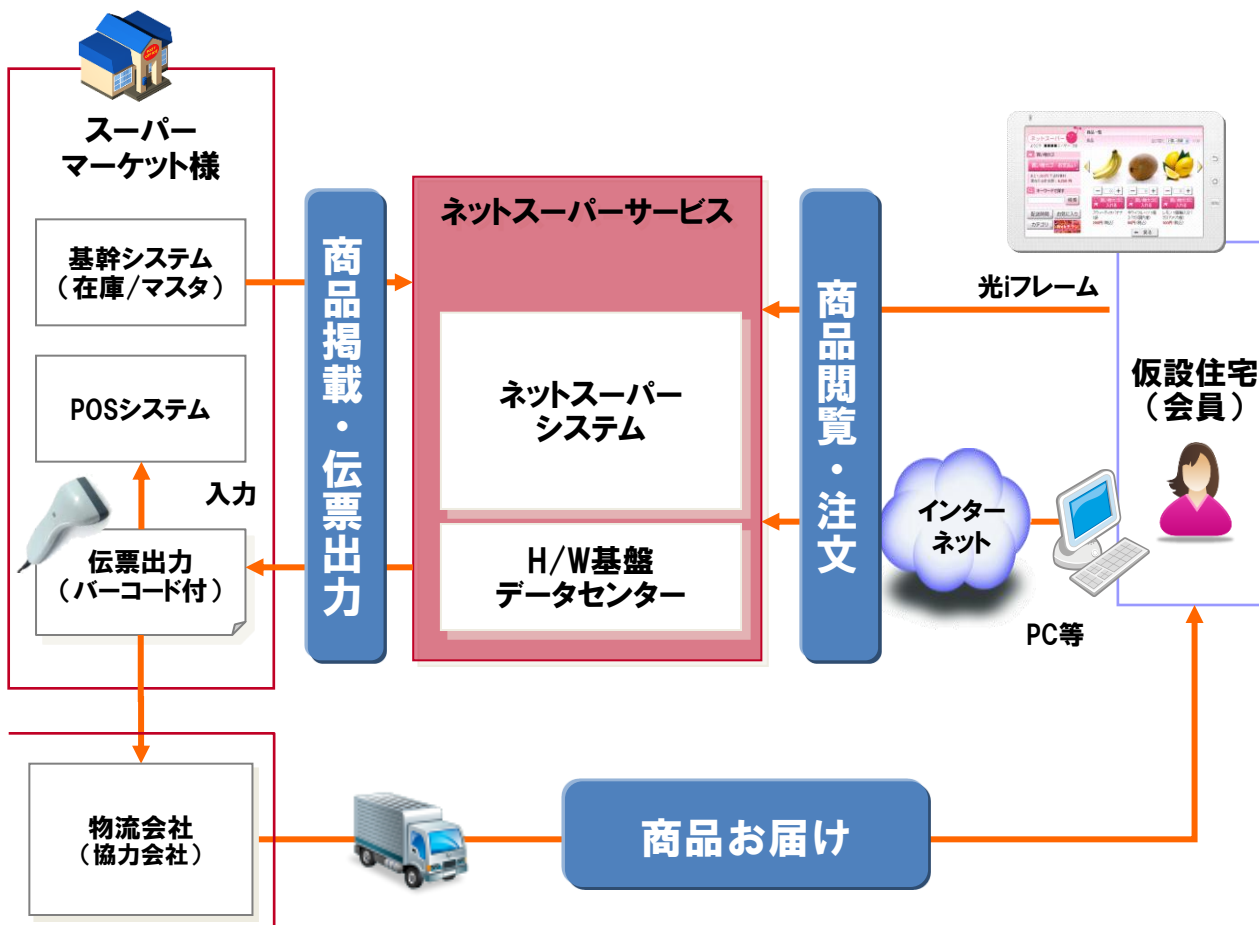 スーパー
マーケット様
基幹システム
（在庫/マスタ）
POSシステム
入力
伝票出力
（バーコード付）
物流会社
（協力会社）
商品掲載・伝票出力
ネットスーパーサービス
ネットスーパー
システム
H/W基盤
データセンター
商品閲覧・注文
光iフレーム
インター
ネット
PC等
仮設住宅
（会員）
商品お届け